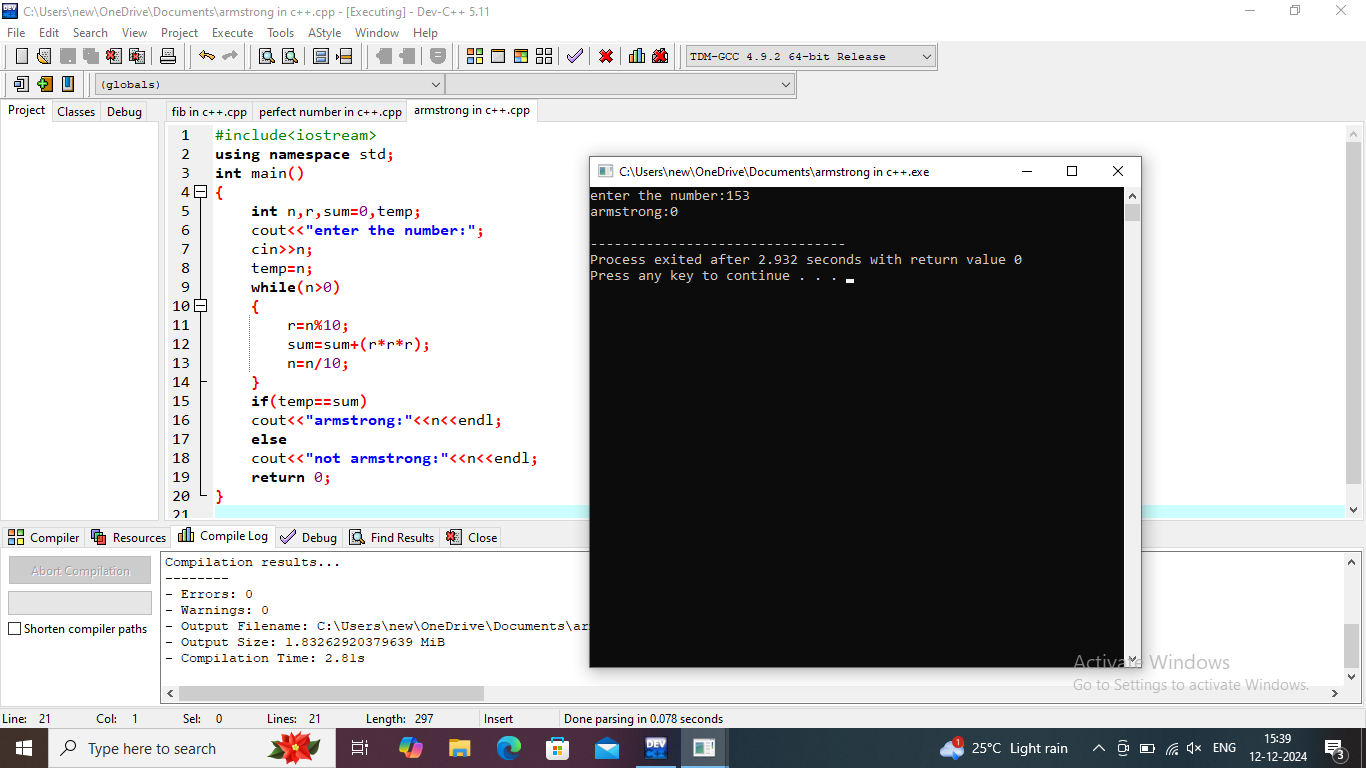 C:\Users\new\OneDrive\Documents\armstrong in c++.cpp - [Executing] - Dev-C++ 5.11
File Edit Search View Project Execute Tools AStyle Window Help
TDM-GCC 4.9.2 64-bit Release
(globals)
Project Classes Debug
fib in c++.cpp perfect number in c++.cpp armstrong in c++.cpp
1 #include<iostream>
2 using namespace std;
3 int main()
4 {
5 int n,r,sum=0,temp;
6 cout<<"enter the number:";
7 cin>>n;
8 temp=n;
9 while(n>0)
10 {
11 r=n%10;
12 sum=sum+(r*r*r);
13 n=n/10;
14 }
15 if(temp==sum)
16 cout<<"armstrong:"<<n<<endl;
17 else
18 cout<<"not armstrong:"<<n<<endl;
19 return 0;
20 }
21
C:\Users\new\OneDrive\Documents\armstrong in c++.exe
enter the number:153
armstrong:0
--------------------------------
Process exited after 2.932 seconds with return value 0
Press any key to continue . . .
Compiler Resources Compile Log Debug Find Results Close
Abort Compilation
Shorten compiler paths
Compilation results...
--------
- Errors: 0
- Warnings: 0
- Output Filename: C:\Users\new\OneDrive\Documents\ar
- Output Size: 1.83262920379639 MiB
- Compilation Time: 2.81s
Activate Windows
Go to Settings to activate Windows.
Line: 21 Col: 1 Sel: 0 Lines: 21 Length: 297 Insert Done parsing in 0.078 seconds
Type here to search
DEV
1
25°C Light rain
ENG
15:39
12-12-2024
3